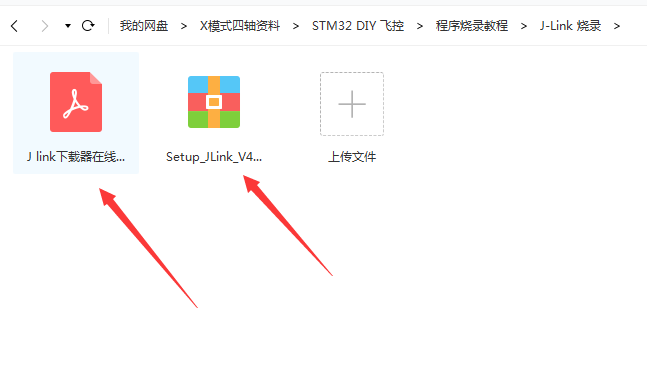 我的网盘 > X模式四轴资料 > STM32 DIY 飞控 > 程序烧录教程 > J-Link 烧录 >
J link下载器在线...
Setup_JLink_V4...
上传文件